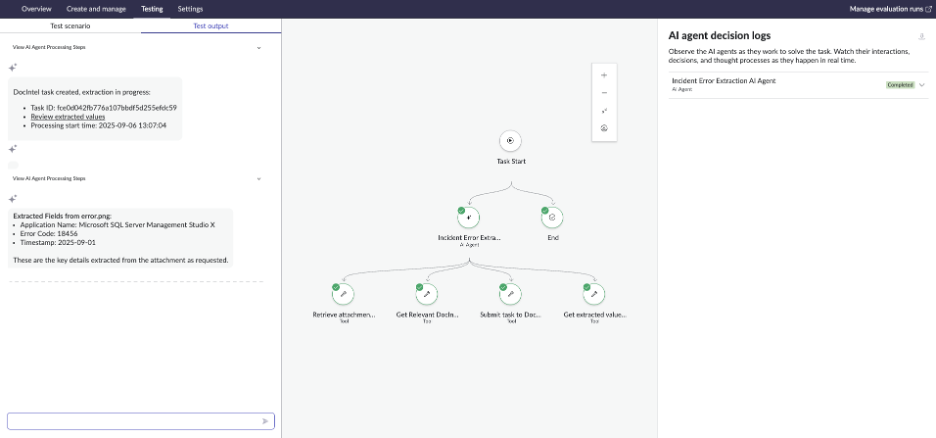 Overview Create and manage Testing Settings Manage evaluation runs
Test scenario Test output
View AI Agent Processing Steps
DocIntel task created, extraction in progress:
• Task ID: fce0d042fb776a107bbdf5d255efdc59
• Review extracted values
• Processing start time: 2025-09-06 13:07:04
View AI Agent Processing Steps
Extracted Fields from error.png:
• Application Name: Microsoft SQL Server Management Studio X
• Error Code: 18456
• Timestamp: 2025-09-01
These are the key details extracted from the attachment as requested.
Task Start
Incident Error Extra...
AI Agent
End
Retrieve attachmen...
Tool
Get Relevant DocIn...
Tool
Submit task to Doc...
Tool
Get extracted value...
Tool
AI agent decision logs
Observe the AI agents as they work to solve the task. Watch their interactions,
decisions, and thought processes as they happen in real time.
Incident Error Extraction AI Agent
AI Agent
Completed